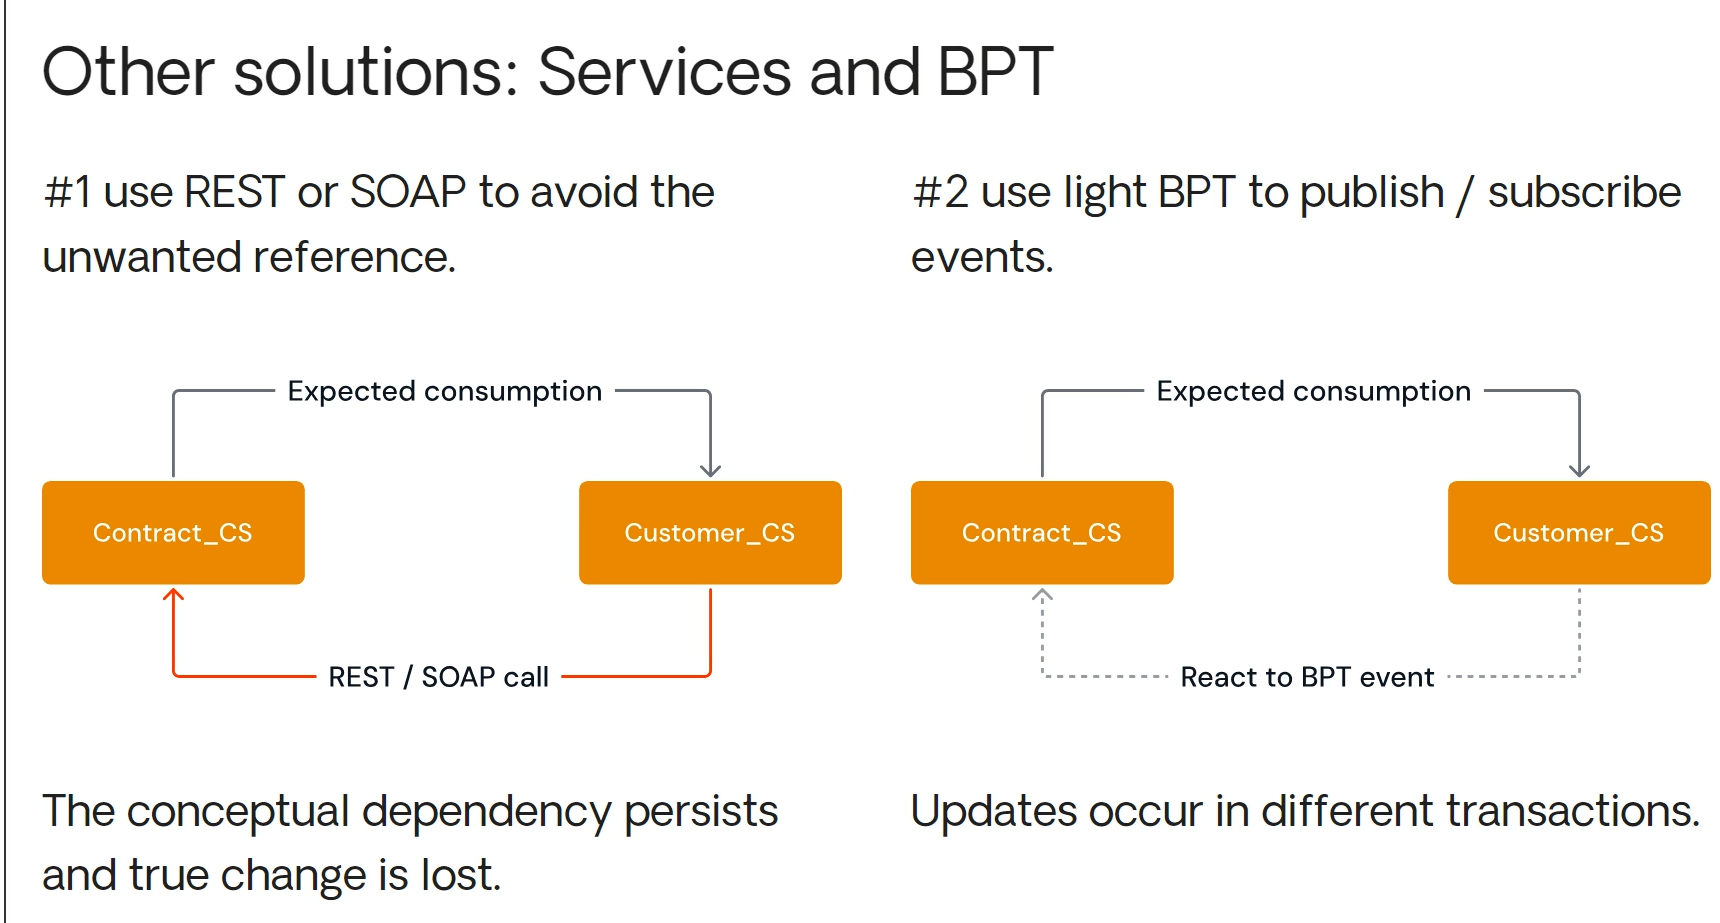 Other solutions: Services and BPT
#1 use REST or SOAP to avoid the
unwanted reference.
Expected consumption
Contract_CS
Customer_CS
REST / SOAP call
The conceptual dependency persists
and true change is lost.
#2 use light BPT to publish / subscribe
events.
Expected consumption
Contract_CS
Customer_CS
React to BPT event
Updates occur in different transactions.